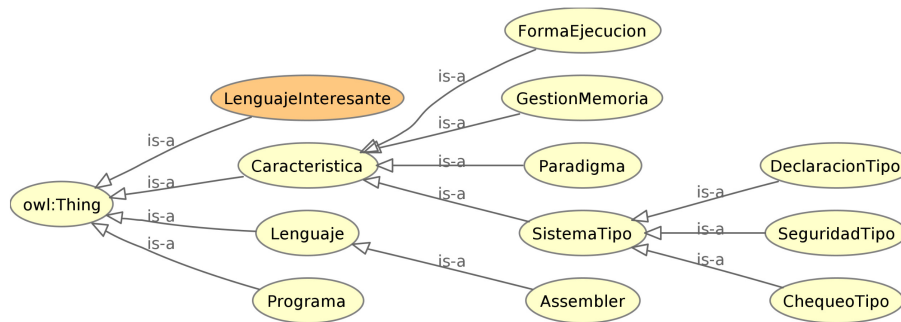 FormaEjecucion
is-a
LenguajeInteresante
GestionMemoria
is-a
is-a
Caracteristica
is-a
Paradigma
DeclaracionTipo
is-a
is-a
is-a
owl:Thing
is-a
Lenguaje
SistemaTipo
is-a
SeguridadTipo
is-a
is-a
is-a
Programa
Assembler
ChequeoTipo